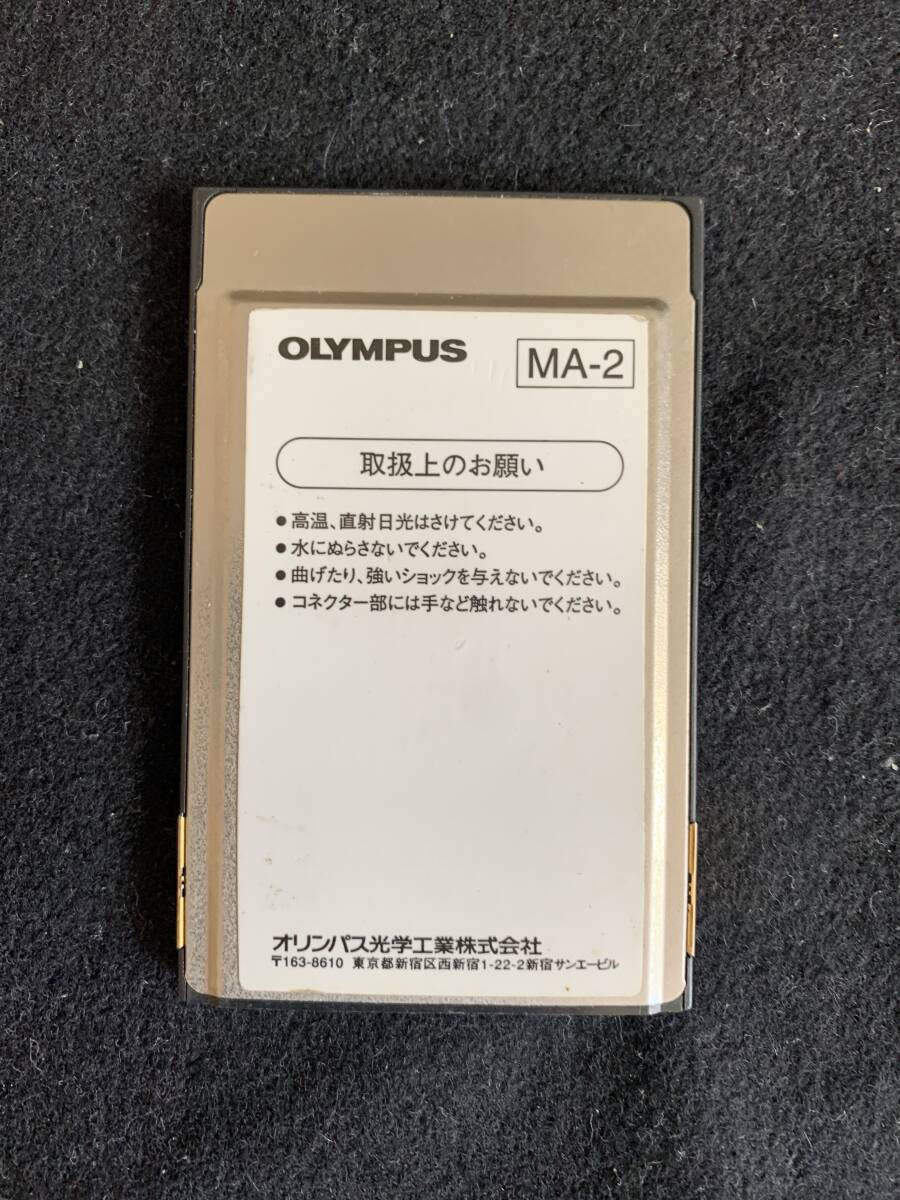 OLYMPUS
MA-2
取扱上のお願い
● 高温、直射日光はさけてください。
● 水にぬらさないでください。
● 曲げたり、強いショックを与えないでください。
● コネクター部には手など触れないでください。
オリンパス光学工業株式会社
〒163-8610 東京都新宿区西新宿1-22-2新宿サンエービル